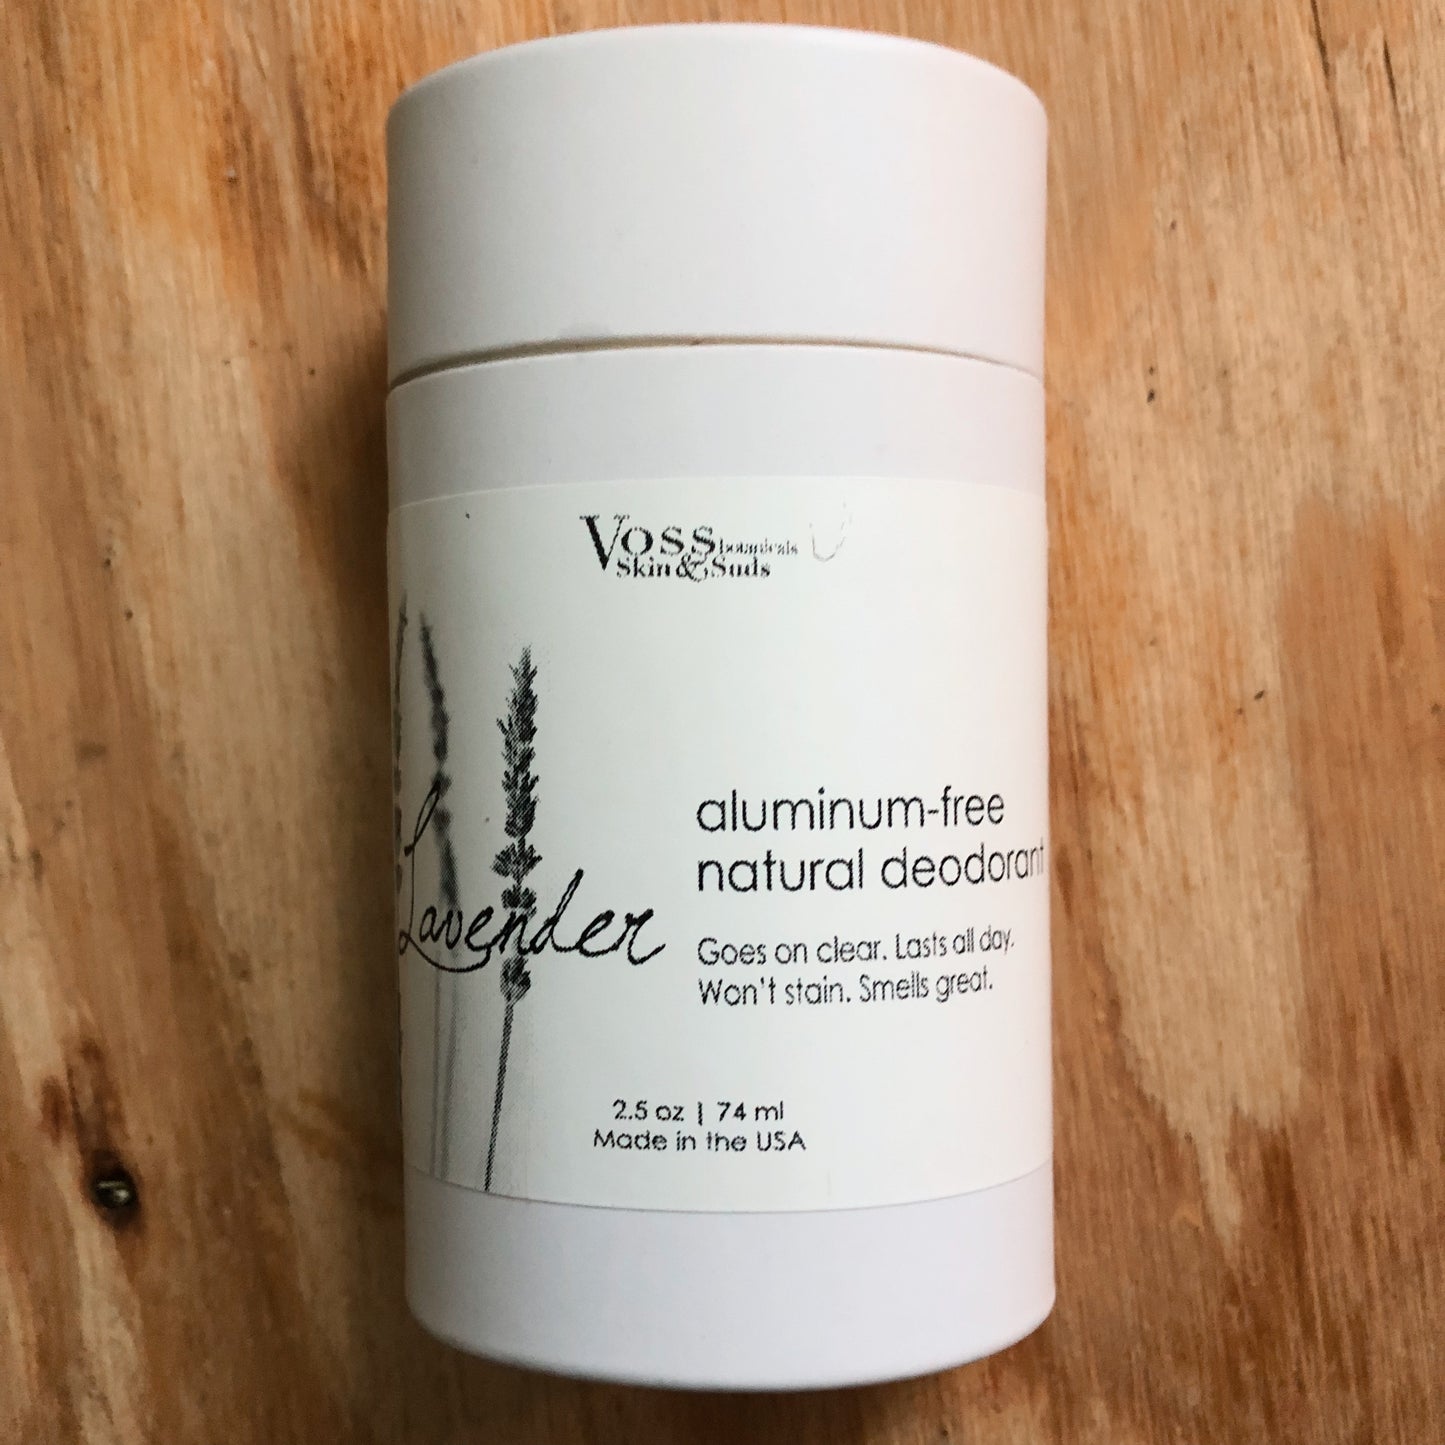 Voss botanicals
Skin & Suds
Lavender
aluminum-free
natural deodorant
Goes on clear. Lasts all day.
Won't stain. Smells great.
2.5 oz | 74 ml
Made in the USA